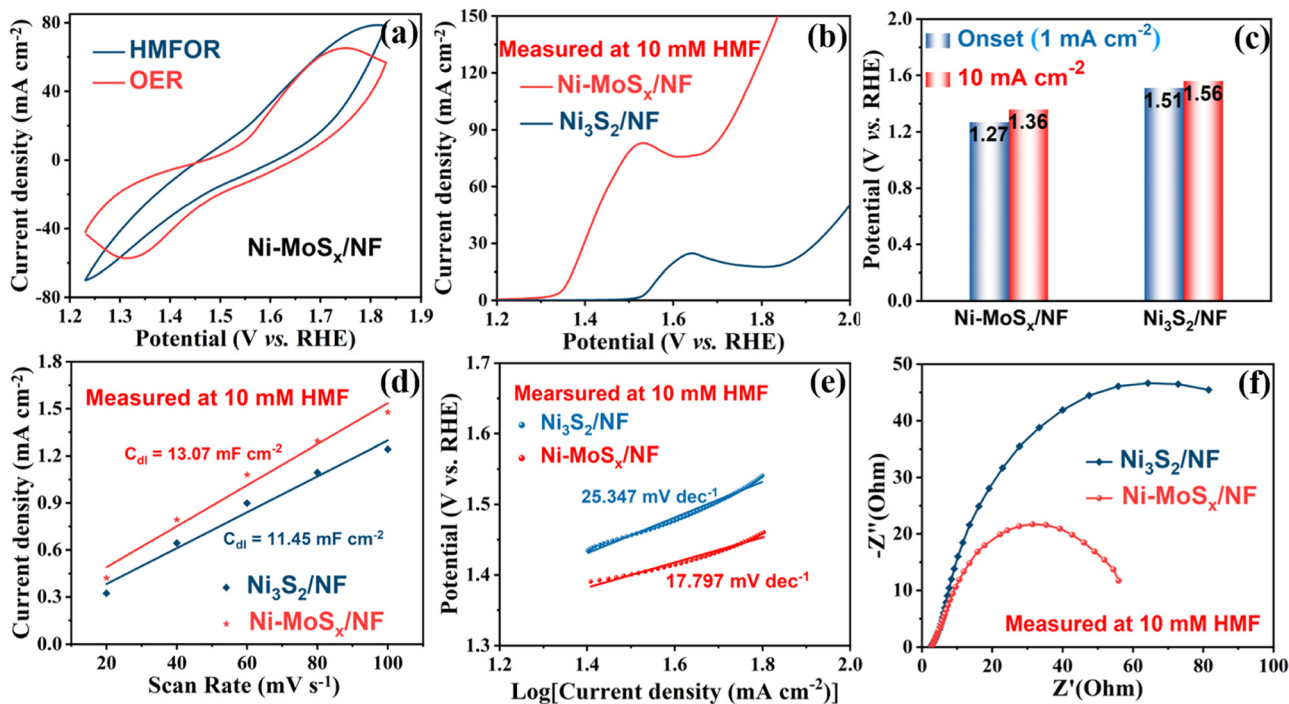 (a)
HMFOR
OER
Ni-MoSₓ/NF
Current density (mA cm⁻²)
80
40
0
-40
-80
1.2 1.3 1.4 1.5 1.6 1.7 1.8 1.9
Potential (V vs. RHE)
(b)
Measured at 10 mM HMF
Ni-MoSₓ/NF
Ni₃S₂/NF
Current density (mA cm⁻²)
150
120
90
60
30
0
1.2 1.4 1.6 1.8 2.0
Potential (V vs. RHE)
(c)
Onset (1 mA cm⁻²)
10 mA cm⁻²
Potential (V vs. RHE)
2.0
1.6
1.2
0.8
0.4
0.0
1.27 1.36 1.51 1.56
Ni-MoSₓ/NF Ni₃S₂/NF
(d)
Measured at 10 mM HMF
C_dl = 13.07 mF cm⁻²
C_dl = 11.45 mF cm⁻²
Ni₃S₂/NF
Ni-MoSₓ/NF
Current density (mA cm⁻²)
1.8
1.5
1.2
0.9
0.6
0.3
0.0
20 40 60 80 100
Scan Rate (mV s⁻¹)
(e)
Mearsured at 10 mM HMF
Ni₃S₂/NF
Ni-MoSₓ/NF
25.347 mV dec⁻¹
17.797 mV dec⁻¹
Potential (V vs. RHE)
1.7
1.6
1.5
1.4
1.3
1.2 1.4 1.6 1.8 2.0
Log[Current density (mA cm⁻²)]
(f)
Ni₃S₂/NF
Ni-MoSₓ/NF
Measured at 10 mM HMF
-Z''(Ohm)
50
40
30
20
10
0
0 20 40 60 80 100
Z'(Ohm)